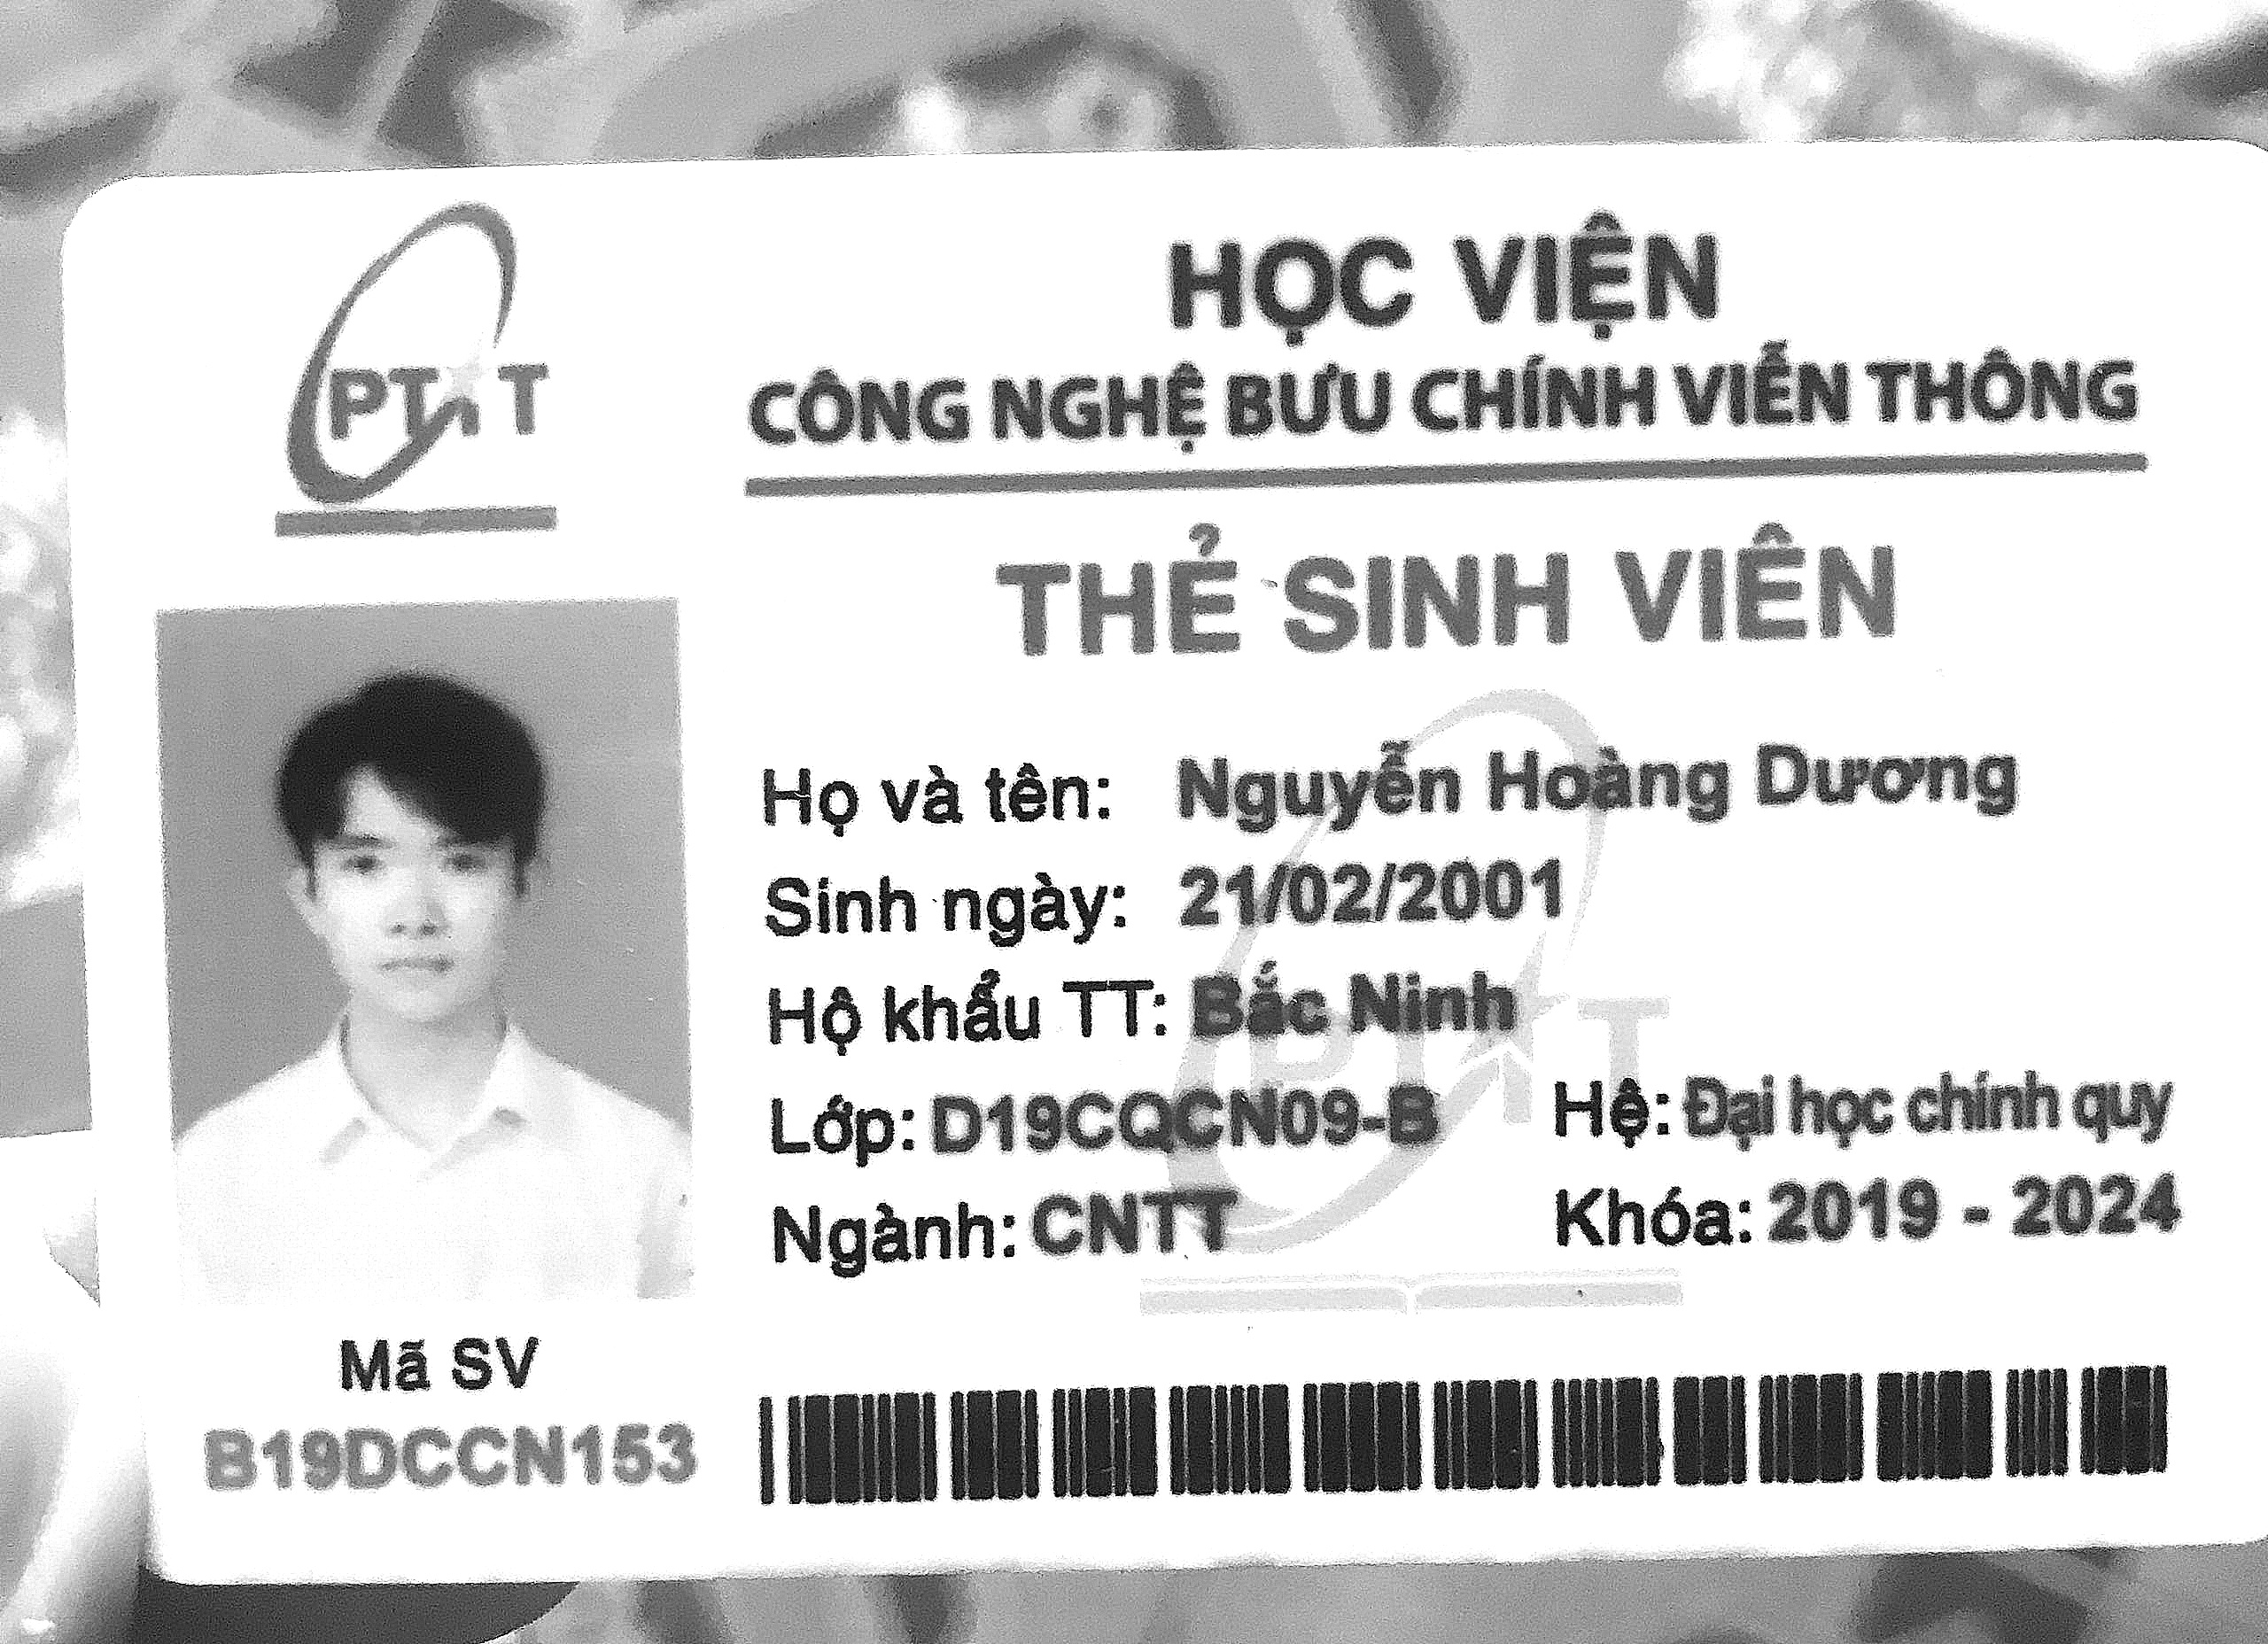 PTIT
HỌC VIỆN
CÔNG NGHỆ BƯU CHÍNH VIỄN THÔNG
THẺ SINH VIÊN
Họ và tên: Nguyễn Hoàng Dương
Sinh ngày: 21/02/2001
Hộ khẩu TT: Bắc Ninh
Lớp: D19CQCN09-B Hệ: Đại học chính quy
Ngành: CNTT Khóa: 2019 - 2024
Mã SV
B19DCCN153